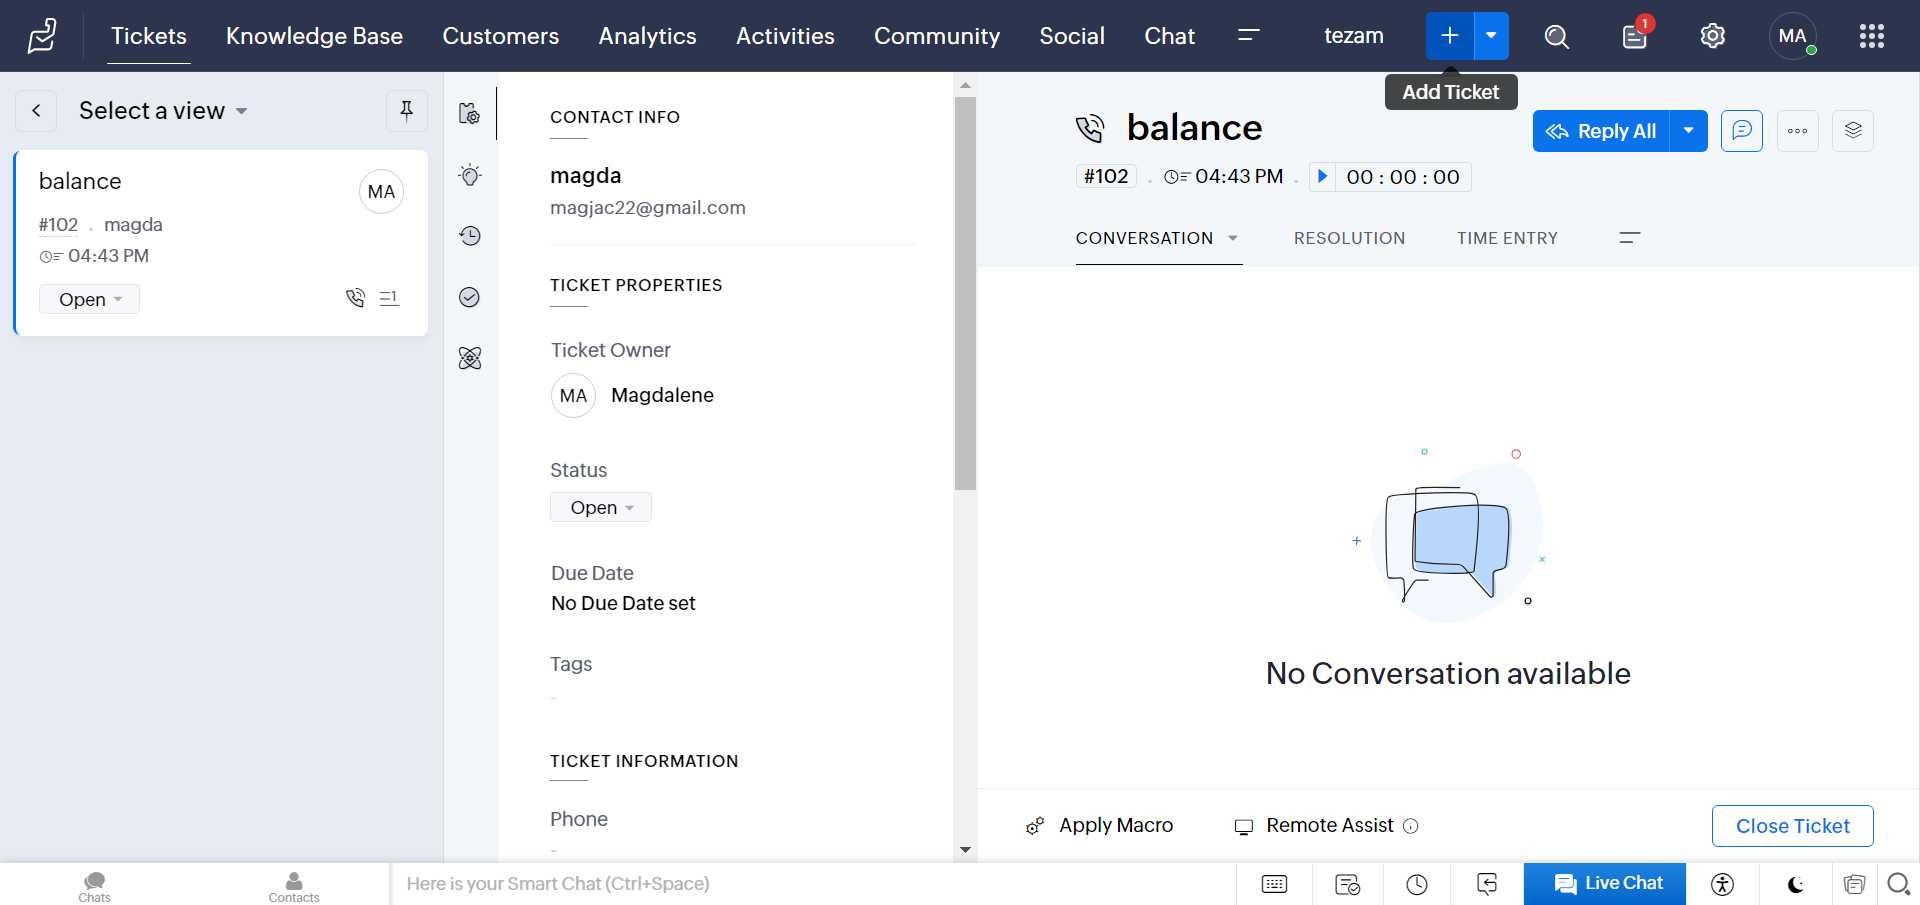 Tickets Knowledge Base Customers Analytics Activities Community Social Chat tezam 1 MA
Add Ticket
Select a view
balance
MA
#102 . magda
04:43 PM
Open
1
CONTACT INFO
magda
magjac22@gmail.com
TICKET PROPERTIES
Ticket Owner
MA Magdalene
Status
Open
Due Date
No Due Date set
Tags
-
TICKET INFORMATION
Phone
-
balance
Reply All
#102 . 04:43 PM . 00 : 00 : 00
CONVERSATION RESOLUTION TIME ENTRY
No Conversation available
Apply Macro Remote Assist Close Ticket
Chats Contacts Here is your Smart Chat (Ctrl+Space) Live Chat